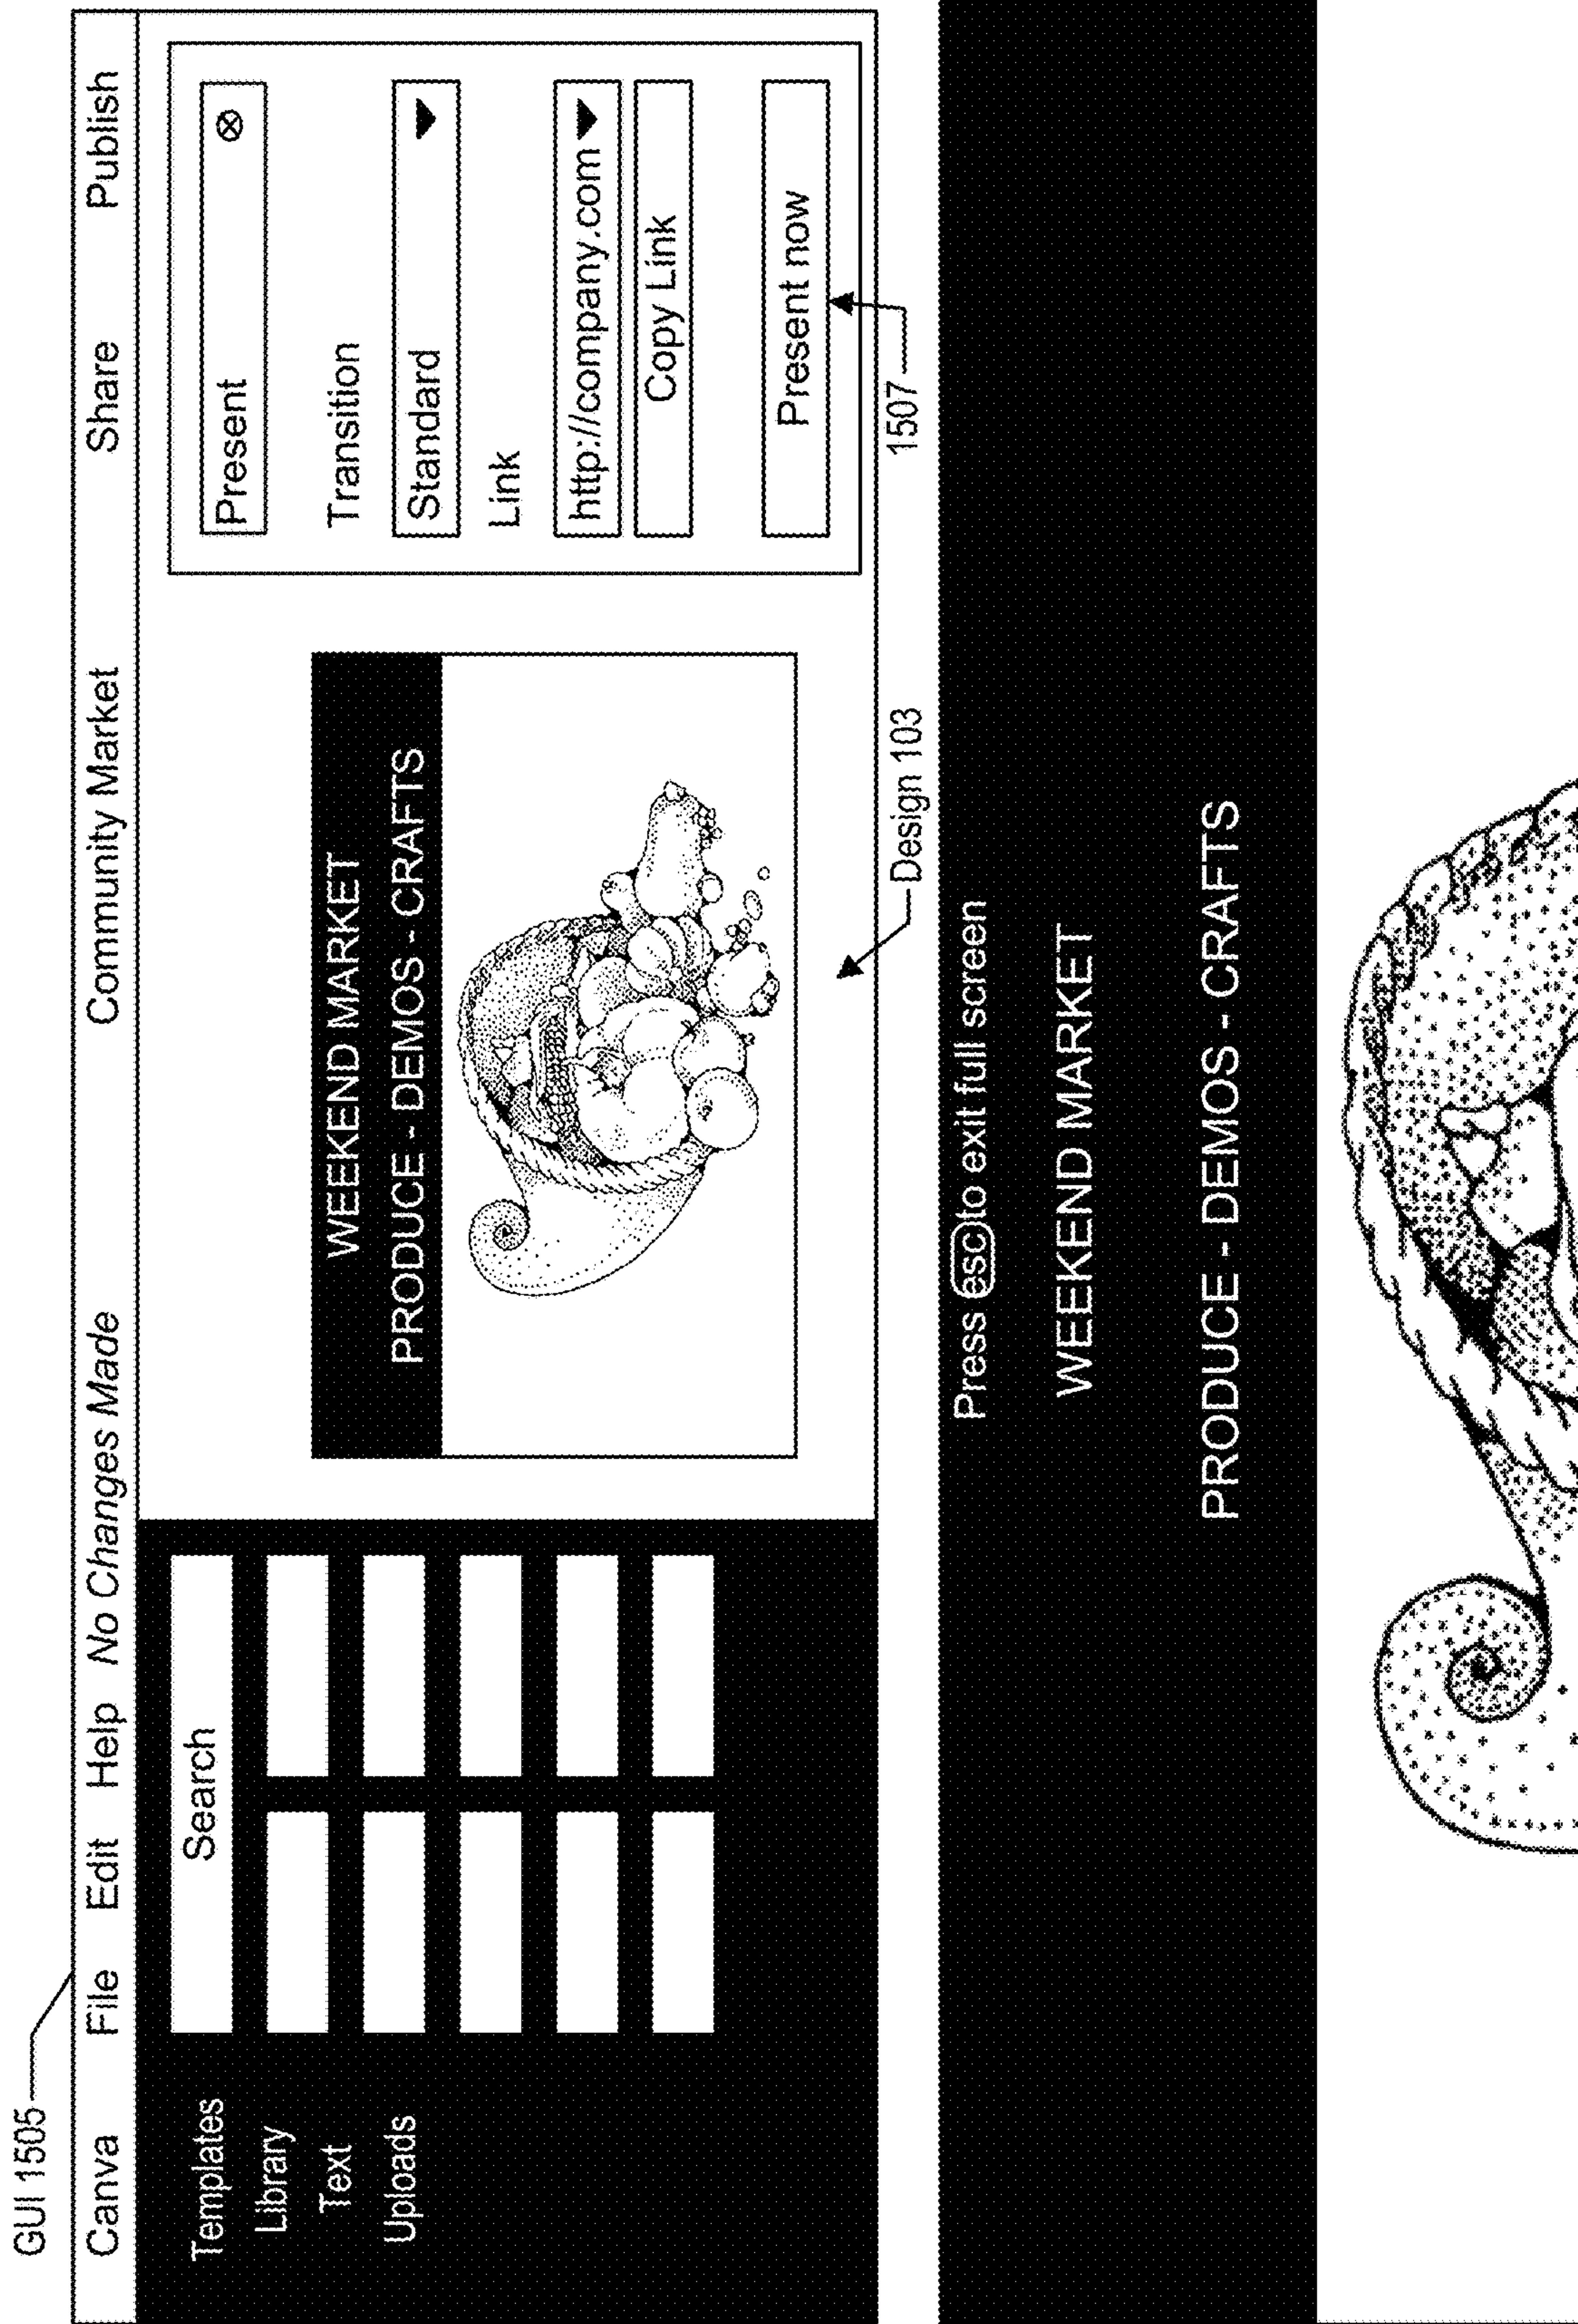 GUI 1505
Canva File Edit Help No Changes Made Community Market Share Publish
Templates
Library
Text
Uploads
Search
WEEKEND MARKET
PRODUCE - DEMOS - CRAFTS
Present
Transition
Standard
Link
http://company.com
Copy Link
Present now
1507
Design 103
Press esc to exit full screen
WEEKEND MARKET
PRODUCE - DEMOS - CRAFTS